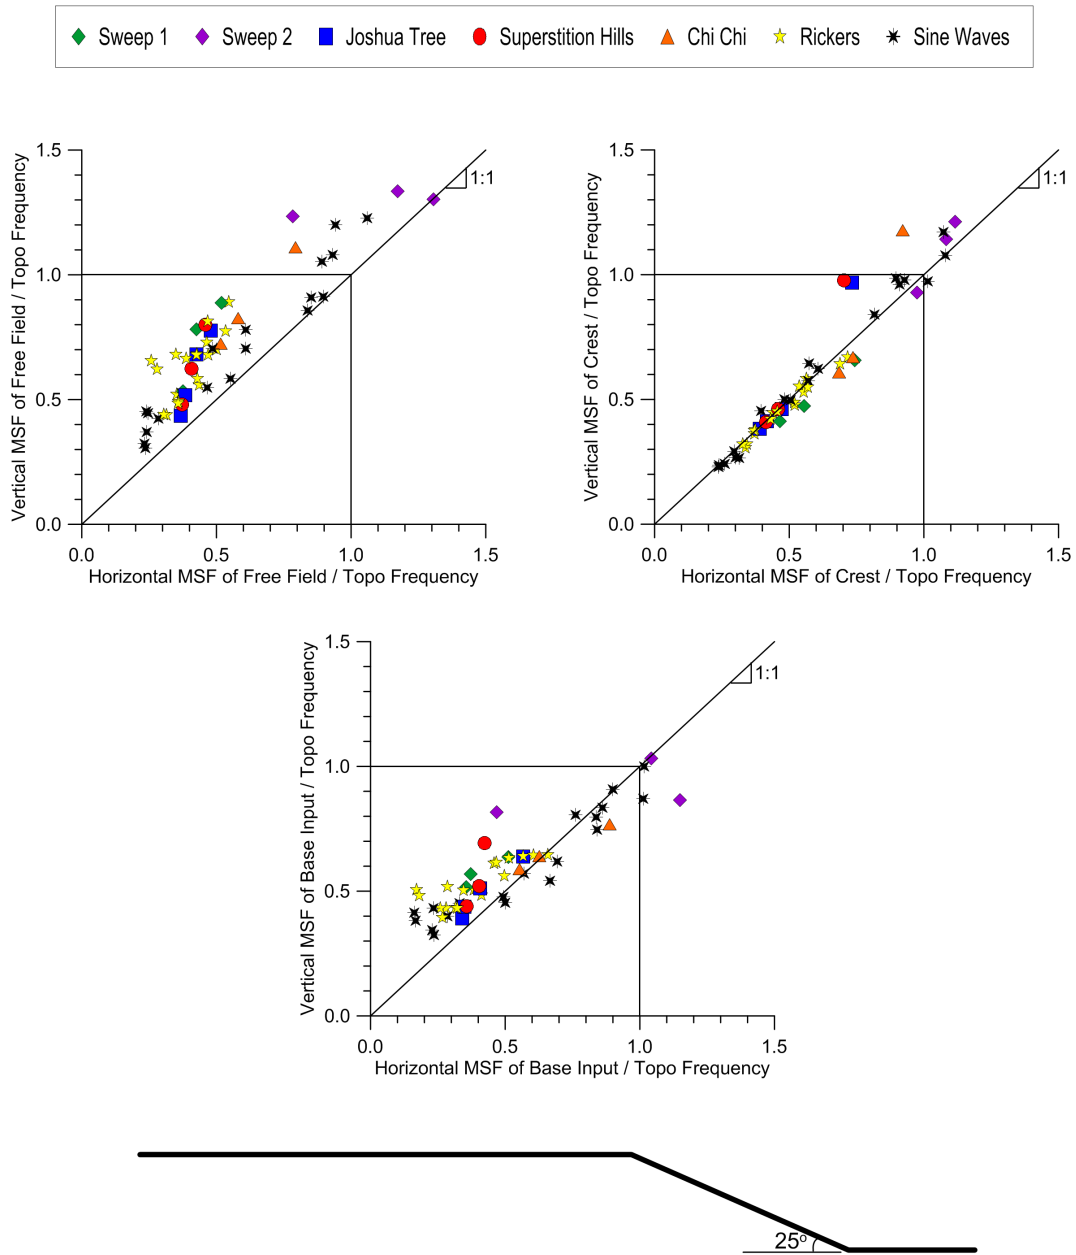 Sweep 1 Sweep 2 Joshua Tree Superstition Hills Chi Chi Rickers Sine Waves
Vertical MSF of Free Field / Topo Frequency
1.5
1.0
0.5
0.0
1:1
0.0 0.5 1.0 1.5
Horizontal MSF of Free Field / Topo Frequency
Vertical MSF of Crest / Topo Frequency
1.5
1.0
0.5
0.0
1:1
0.0 0.5 1.0 1.5
Horizontal MSF of Crest / Topo Frequency
Vertical MSF of Base Input / Topo Frequency
1.5
1.0
0.5
0.0
1:1
0.0 0.5 1.0 1.5
Horizontal MSF of Base Input / Topo Frequency
25°